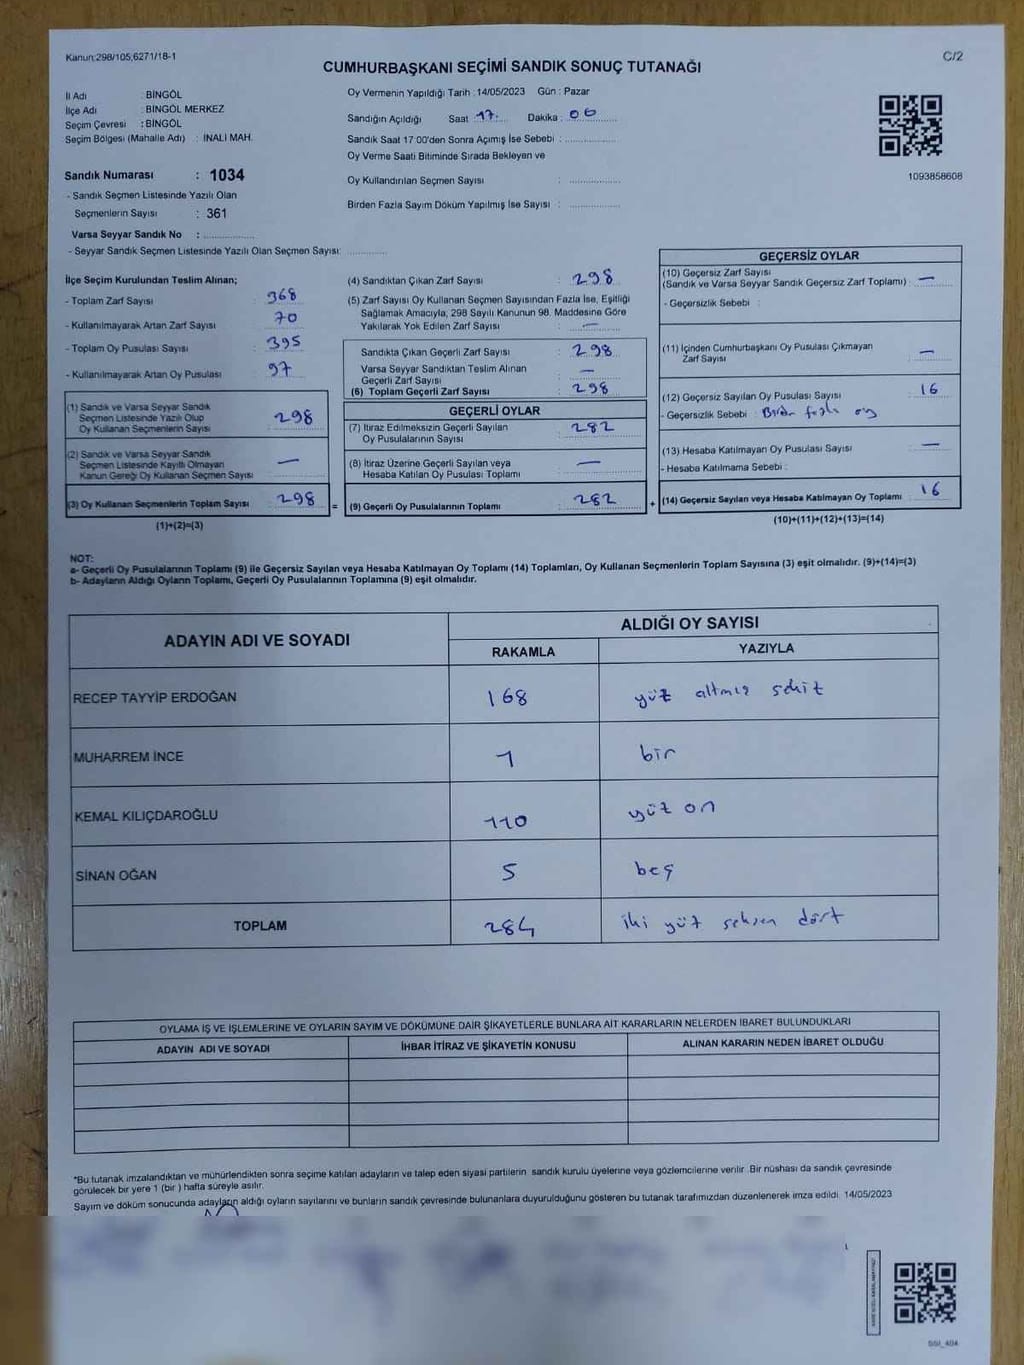 Kanun:298/105,6271/18-1
C/2
CUMHURBAŞKANI SEÇİMİ SANDIK SONUÇ TUTANAĞI
İl Adı : BİNGÖL
İlçe Adı : BİNGÖL MERKEZ
Seçim Çevresi : BİNGÖL
Seçim Bölgesi (Mahalle Adı) : İNALİ MAH.
Sandık Numarası : 1034
- Sandık Seçmen Listesinde Yazılı Olan
Seçmenlerin Sayısı : 361
Varsa Seyyar Sandık No : ................
- Seyyar Sandık Seçmen Listesinde Yazılı Olan Seçmen Sayısı: ............
Oy Vermenin Yapıldığı Tarih : 14/05/2023 Gün : Pazar
Sandığın Açıldığı Saat : 17 Dakika : 06
Sandık Saat 17:00'den Sonra Açımış İse Sebebi : ................
Oy Verme Saati Bitiminde Sırada Bekleyen ve
Oy Kullandırılan Seçmen Sayısı : ................
Birden Fazla Sayım Döküm Yapılmış İse Sayısı : ................
1093858608
İlçe Seçim Kurulundan Teslim Alınan;
- Toplam Zarf Sayısı : 368
- Kullanılmayarak Artan Zarf Sayısı : 70
- Toplam Oy Pusulası Sayısı : 395
- Kullanılmayarak Artan Oy Pusulası : 97
(1) Sandık ve Varsa Seyyar Sandık
Seçmen Listesinde Yazılı Olup
Oy Kullanan Seçmenlerin Sayısı : 298
(2) Sandık ve Varsa Seyyar Sandık
Seçmen Listesinde Kayıtlı Olmayan
Kanun Gereği Oy Kullanan Seçmen Sayısı : —
(3) Oy Kullanan Seçmenlerin Toplam Sayısı : 298
(1)+(2)=(3)
(4) Sandıktan Çıkan Zarf Sayısı : 298
(5) Zarf Sayısı Oy Kullanan Seçmen Sayısından Fazla İse, Eşitliği
Sağlamak Amacıyla, 298 Sayılı Kanunun 98. Maddesine Göre
Yakılarak Yok Edilen Zarf Sayısı : —
Sandıkta Çıkan Geçerli Zarf Sayısı : 298
Varsa Seyyar Sandıktan Teslim Alınan
Geçerli Zarf Sayısı : —
(6) Toplam Geçerli Zarf Sayısı : 298
GEÇERLİ OYLAR
(7) İtiraz Edilmeksizin Geçerli Sayılan
Oy Pusulalarının Sayısı : 282
(8) İtiraz Üzerine Geçerli Sayılan veya
Hesaba Katılan Oy Pusulası Toplamı : —
= (9) Geçerli Oy Pusulalarının Toplamı : 282
GEÇERSİZ OYLAR
(10) Geçersiz Zarf Sayısı
(Sandık ve Varsa Seyyar Sandık Geçersiz Zarf Toplamı) : —
- Geçersizlik Sebebi :
(11) İçinden Cumhurbaşkanı Oy Pusulası Çıkmayan
Zarf Sayısı : —
(12) Geçersiz Sayılan Oy Pusulası Sayısı : 16
- Geçersizlik Sebebi : Birden fazla oy
(13) Hesaba Katılmayan Oy Pusulası Sayısı : —
- Hesaba Katılmama Sebebi :
+ (14) Geçersiz Sayılan veya Hesaba Katılmayan Oy Toplamı : 16
(10)+(11)+(12)+(13)=(14)
NOT:
a- Geçerli Oy Pusulalarının Toplamı (9) ile Geçersiz Sayılan veya Hesaba Katılmayan Oy Toplamı (14) Toplamları, Oy Kullanan Seçmenlerin Toplam Sayısına (3) eşit olmalıdır. (9)+(14)=(3)
b- Adayların Aldığı Oyların Toplamı, Geçerli Oy Pusulalarının Toplamına (9) eşit olmalıdır.
ADAYIN ADI VE SOYADI ALDIĞI OY SAYISI
RAKAMLA YAZIYLA
RECEP TAYYİP ERDOĞAN 168 yüz altmış sekiz
MUHARREM İNCE 1 bir
KEMAL KILIÇDAROĞLU 110 yüz on
SİNAN OĞAN 5 beş
TOPLAM 284 iki yüz seksen dört
OYLAMA İŞ VE İŞLEMLERİNE VE OYLARIN SAYIM VE DÖKÜMÜNE DAİR ŞİKAYETLERLE BUNLARA AİT KARARLARIN NELERDEN İBARET BULUNDUKLARI
ADAYIN ADI VE SOYADI İHBAR İTİRAZ VE ŞİKAYETİN KONUSU ALINAN KARARIN NEDEN İBARET OLDUĞU
*Bu tutanak imzalandıktan ve mühürlendikten sonra seçime katılan adayların ve talep eden siyasi partilerin sandık kurulu üyelerine veya gözlemcilerine verilir. Bir nüshası da sandık çevresinde
görülecek bir yere 1 (bir ) hafta süreyle asılır.
Sayım ve döküm sonucunda adayların aldığı oyların sayılarını ve bunların sandık çevresinde bulunanlara duyurulduğunu gösteren bu tutanak tarafımızdan düzenlenerek imza edildi. 14/05/2023